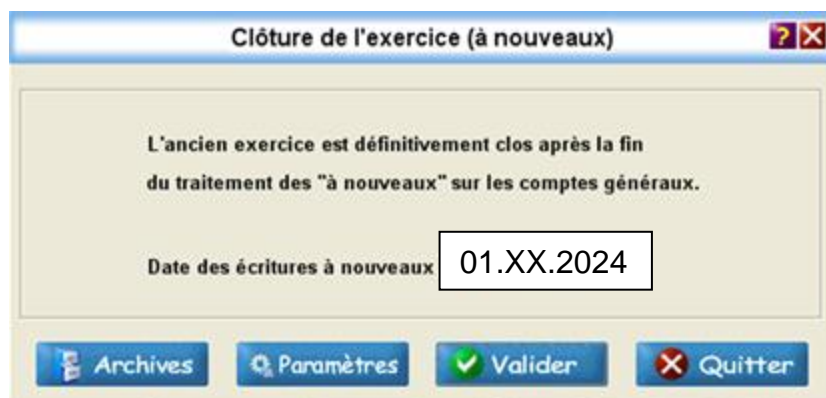 Clôture de l'exercice (à nouveaux)
L'ancien exercice est définitivement clos après la fin
du traitement des "à nouveaux" sur les comptes généraux.
Date des écritures à nouveaux 01.XX.2024
Archives Paramètres Valider Quitter